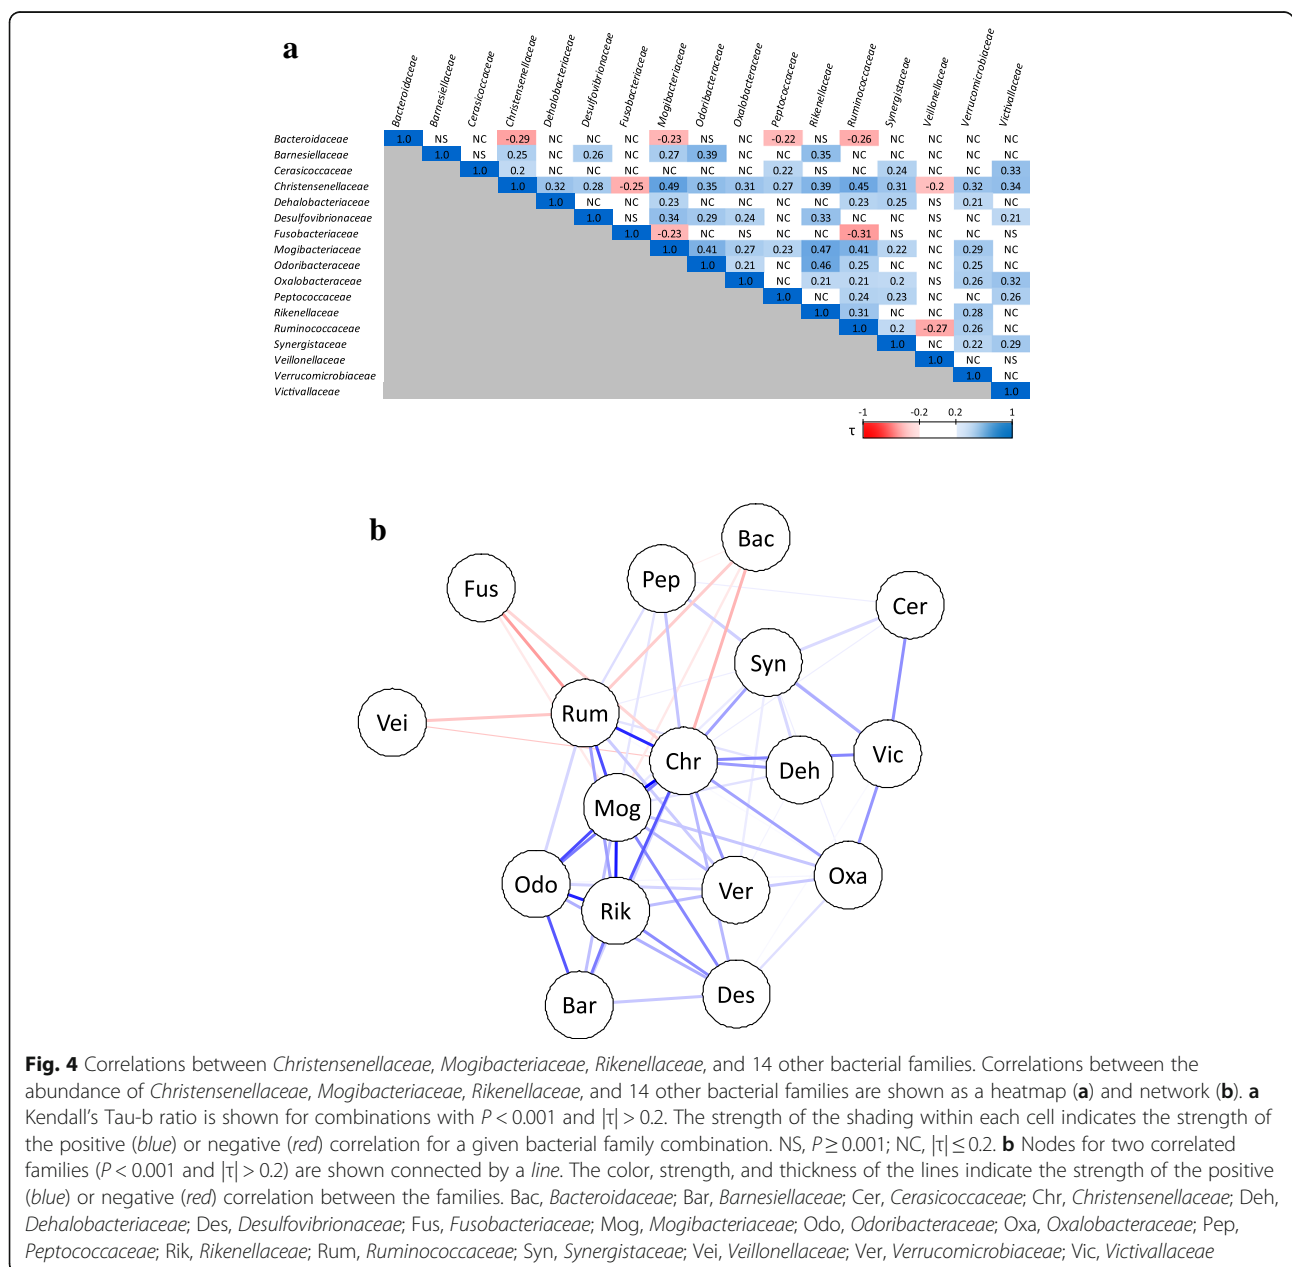 a
Bacteroidaceae Barnesiellaceae Cerasicoccaceae Christensenellaceae Dehalobacteriaceae Desulfovibrionaceae Fusobacteriaceae Mogibacteriaceae Odoribacteraceae Oxalobacteraceae Peptococcaceae Rikenellaceae Ruminococcaceae Synergistaceae Veillonellaceae Verrucomicrobiaceae Victivallaceae
Bacteroidaceae 1.0 NS NC -0.29 NC NC NC -0.23 NS NC -0.22 NS -0.26 NC NC NC NC
Barnesiellaceae 1.0 NS 0.25 NC 0.26 NC 0.27 0.39 NC NC 0.35 NC NC NC NC NC
Cerasicoccaceae 1.0 0.2 NC NC NC NC NC NC 0.22 NS NC 0.24 NC NC 0.33
Christensenellaceae 1.0 0.32 0.28 -0.25 0.49 0.35 0.31 0.27 0.39 0.45 0.31 -0.2 0.32 0.34
Dehalobacteriaceae 1.0 NC NC 0.23 NC NC NC NC 0.23 0.25 NS 0.21 NC
Desulfovibrionaceae 1.0 NS 0.34 0.29 0.24 NC 0.33 NC NC NS NC 0.21
Fusobacteriaceae 1.0 -0.23 NC NS NC NC -0.31 NS NC NC NS
Mogibacteriaceae 1.0 0.41 0.27 0.23 0.47 0.41 0.22 NC 0.29 NC
Odoribacteraceae 1.0 0.21 NC 0.46 0.25 NC NC 0.25 NC
Oxalobacteraceae 1.0 NC 0.21 0.21 0.2 NS 0.26 0.32
Peptococcaceae 1.0 NC 0.24 0.23 NC NC 0.26
Rikenellaceae 1.0 0.31 NC NC 0.28 NC
Ruminococcaceae 1.0 0.2 -0.27 0.26 NC
Synergistaceae 1.0 NC 0.22 0.29
Veillonellaceae 1.0 NC NS
Verrucomicrobiaceae 1.0 NC
Victivallaceae 1.0
-1 -0.2 0.2 1
τ
b
Bac
Pep
Fus
Cer
Syn
Rum
Vei
Chr
Vic
Deh
Mog
Oxa
Odo
Ver
Rik
Des
Bar
Fig. 4 Correlations between Christensenellaceae, Mogibacteriaceae, Rikenellaceae, and 14 other bacterial families. Correlations between the
abundance of Christensenellaceae, Mogibacteriaceae, Rikenellaceae, and 14 other bacterial families are shown as a heatmap (a) and network (b). a
Kendall's Tau-b ratio is shown for combinations with P < 0.001 and |τ| > 0.2. The strength of the shading within each cell indicates the strength of
the positive (blue) or negative (red) correlation for a given bacterial family combination. NS, P ≥ 0.001; NC, |τ| ≤ 0.2. b Nodes for two correlated
families (P < 0.001 and |τ| > 0.2) are shown connected by a line. The color, strength, and thickness of the lines indicate the strength of the positive
(blue) or negative (red) correlation between the families. Bac, Bacteroidaceae; Bar, Barnesiellaceae; Cer, Cerasicoccaceae; Chr, Christensenellaceae; Deh,
Dehalobacteriaceae; Des, Desulfovibrionaceae; Fus, Fusobacteriaceae; Mog, Mogibacteriaceae; Odo, Odoribacteraceae; Oxa, Oxalobacteraceae; Pep,
Peptococcaceae; Rik, Rikenellaceae; Rum, Ruminococcaceae; Syn, Synergistaceae; Vei, Veillonellaceae; Ver, Verrucomicrobiaceae; Vic, Victivallaceae